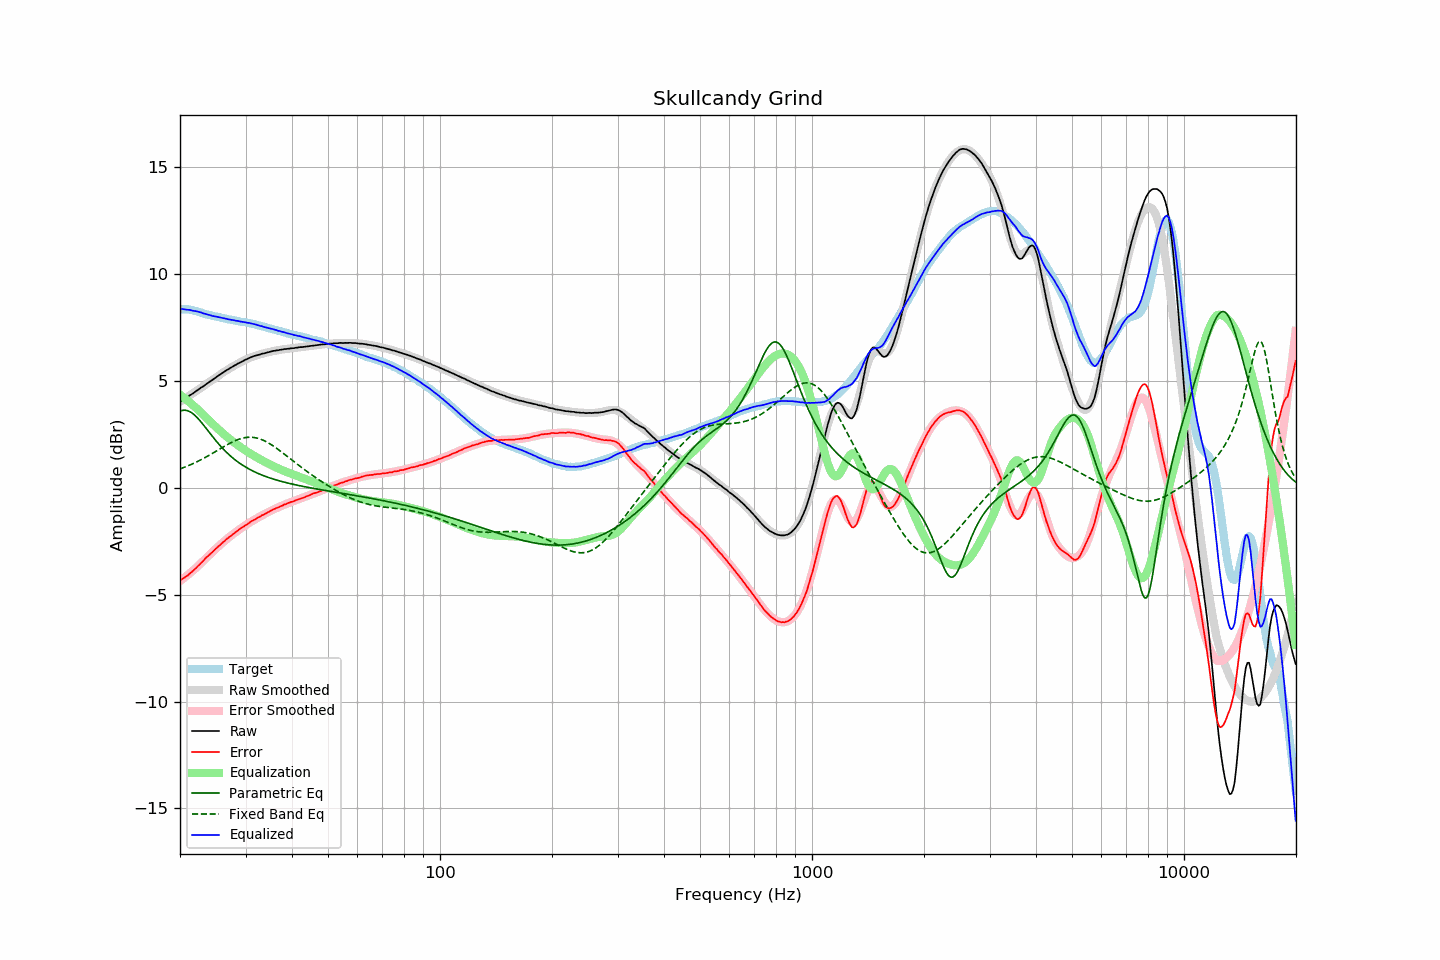 Skullcandy Grind
Amplitude (dBr)
15
10
5
0
−5
−10
−15
Target
Raw Smoothed
Error Smoothed
Raw
Error
Equalization
Parametric Eq
Fixed Band Eq
Equalized
100
1000
10000
Frequency (Hz)